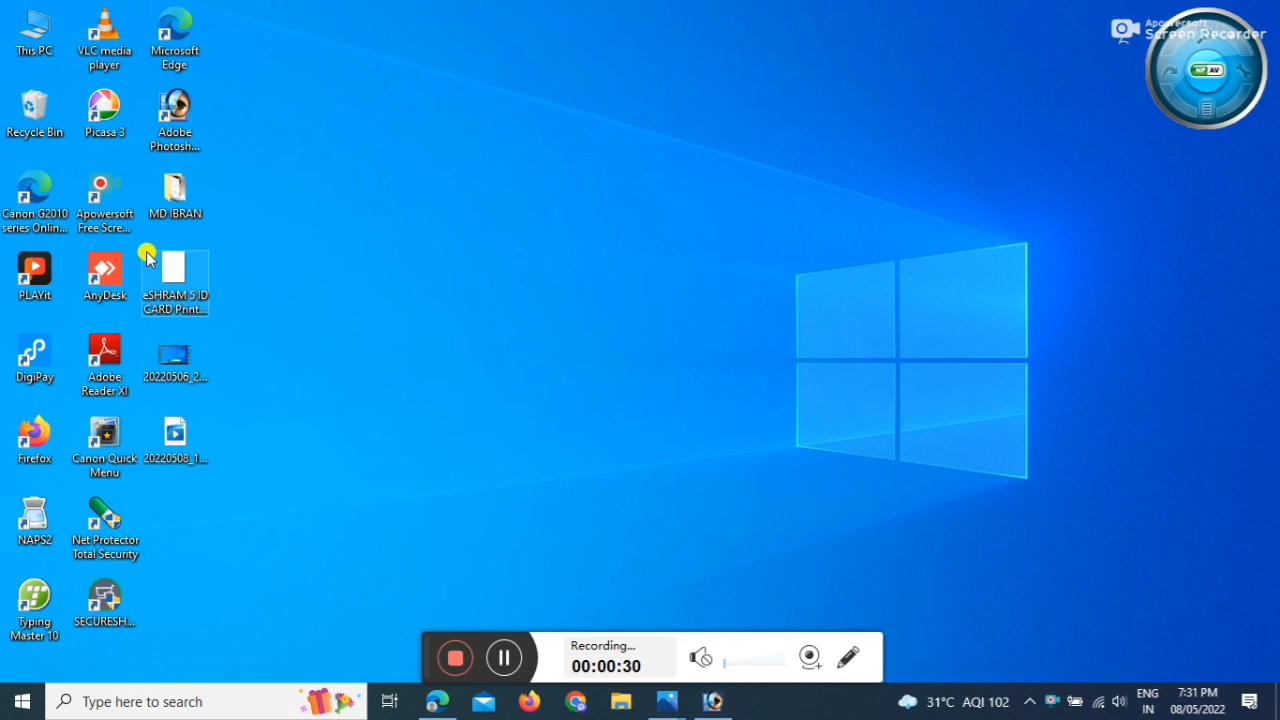 This PC
VLC media
player
Microsoft
Edge
Apowersoft
Screen Recorder
NP AV
Recycle Bin
Picasa 3
Adobe
Photosh...
Canon G2010
series Onlin...
Apowersoft
Free Scre...
MD IBRAN
PLAYit
AnyDesk
eSHRAM 5 ID
CARD Print...
DigiPay
Adobe
Reader XI
20220506_2...
Firefox
Canon Quick
Menu
20220508_1...
NAPS2
Net Protector
Total Security
Typing
Master 10
SECURESH...
Recording...
00:00:30
Type here to search
31°C AQI 102
ENG
IN
7:31 PM
08/05/2022